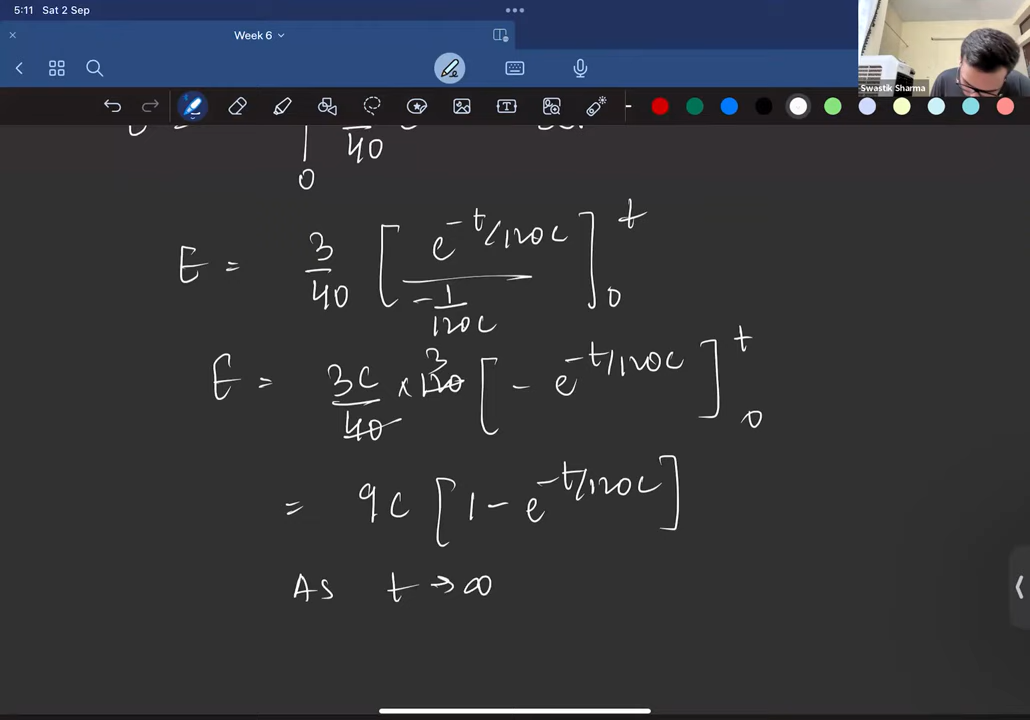 5:11 Sat 2 Sep
Week 6
Swastik Sharma
40
0
E = 3/40 [ e^{-t/120C} / (-1/120C) ]_0^t
E = 3C/40 × 120 3 [ - e^{-t/120C} ]_0^t
= 9C [ 1 - e^{-t/120C} ]
As t → ∞